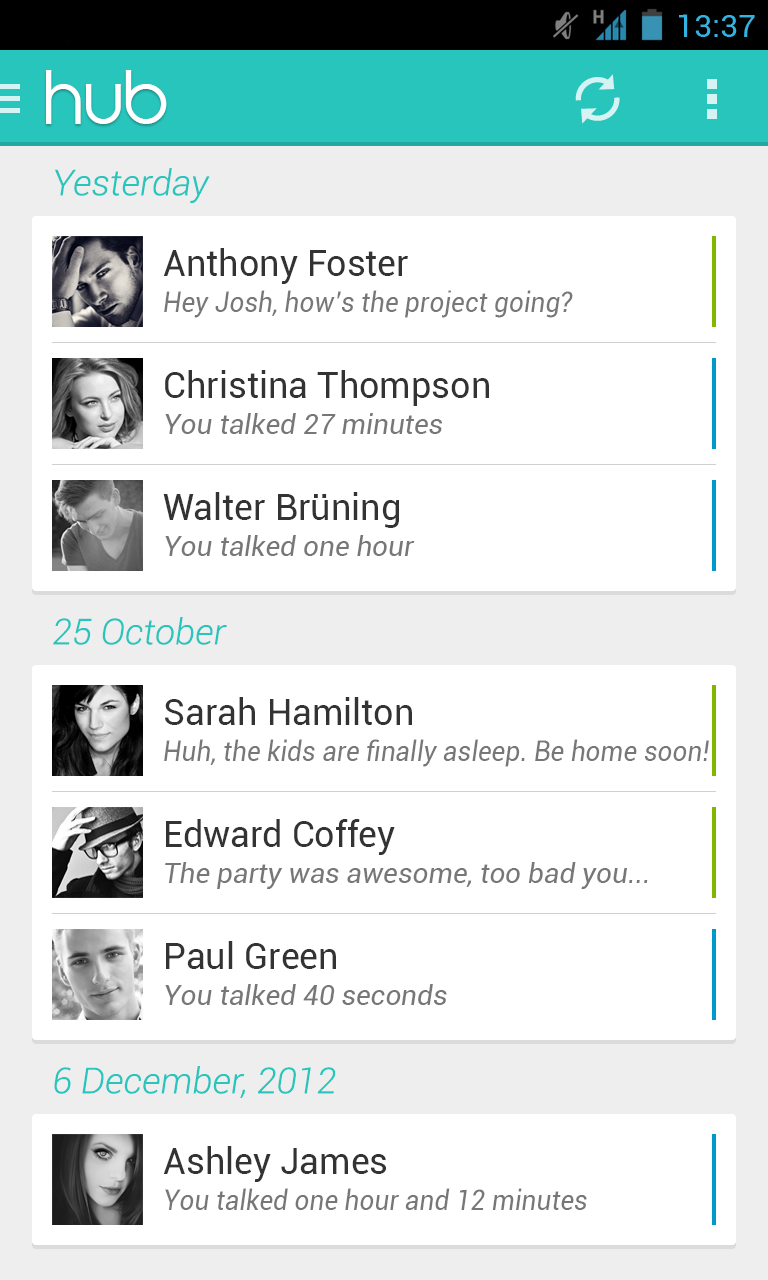 H 13:37
hub
Yesterday
Anthony Foster
Hey Josh, how's the project going?
Christina Thompson
You talked 27 minutes
Walter Brüning
You talked one hour
25 October
Sarah Hamilton
Huh, the kids are finally asleep. Be home soon!
Edward Coffey
The party was awesome, too bad you...
Paul Green
You talked 40 seconds
6 December, 2012
Ashley James
You talked one hour and 12 minutes